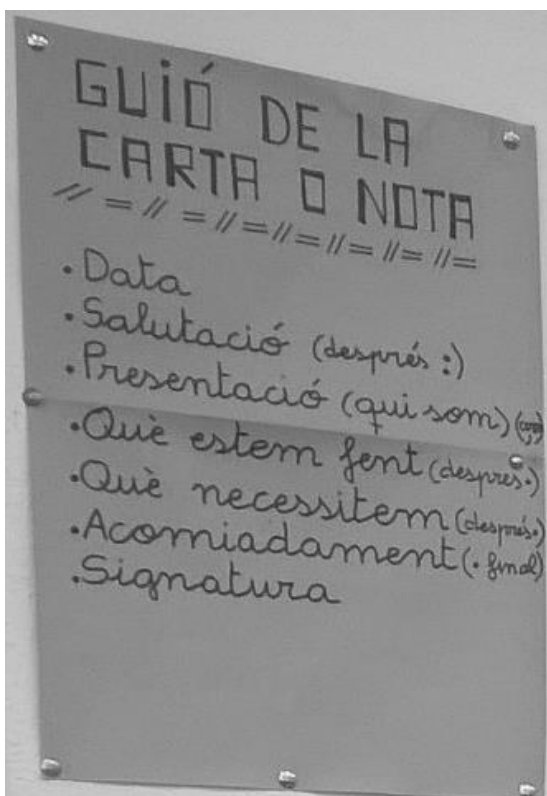 GUIÓ DE LA
CARTA O NOTA
· Data
· Salutació (després :)
· Presentació (qui som)
· Què estem fent (després .)
· Què necessitem (després .)
· Acomiadament (. final)
· Signatura